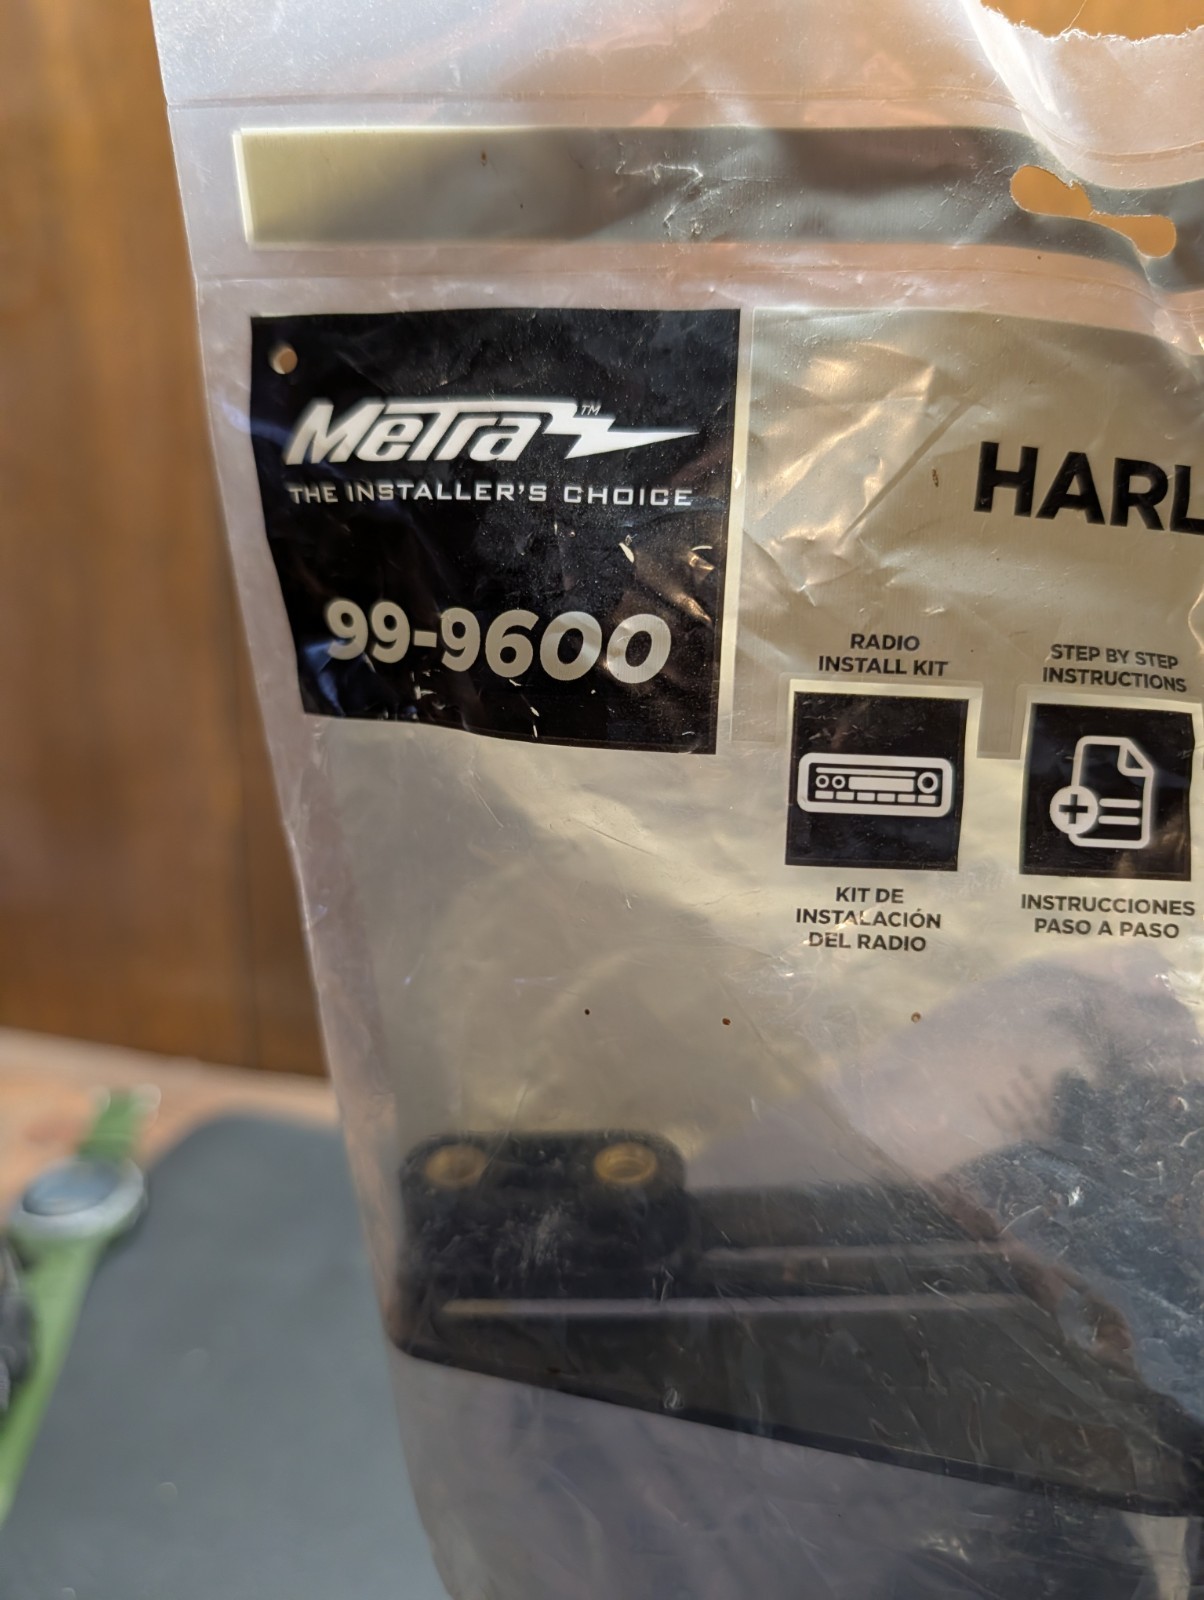 MeTra™
THE INSTALLER'S CHOICE
99-9600
HARL
RADIO
INSTALL KIT
KIT DE
INSTALACIÓN
DEL RADIO
STEP BY STEP
INSTRUCTIONS
INSTRUCCIONES
PASO A PASO